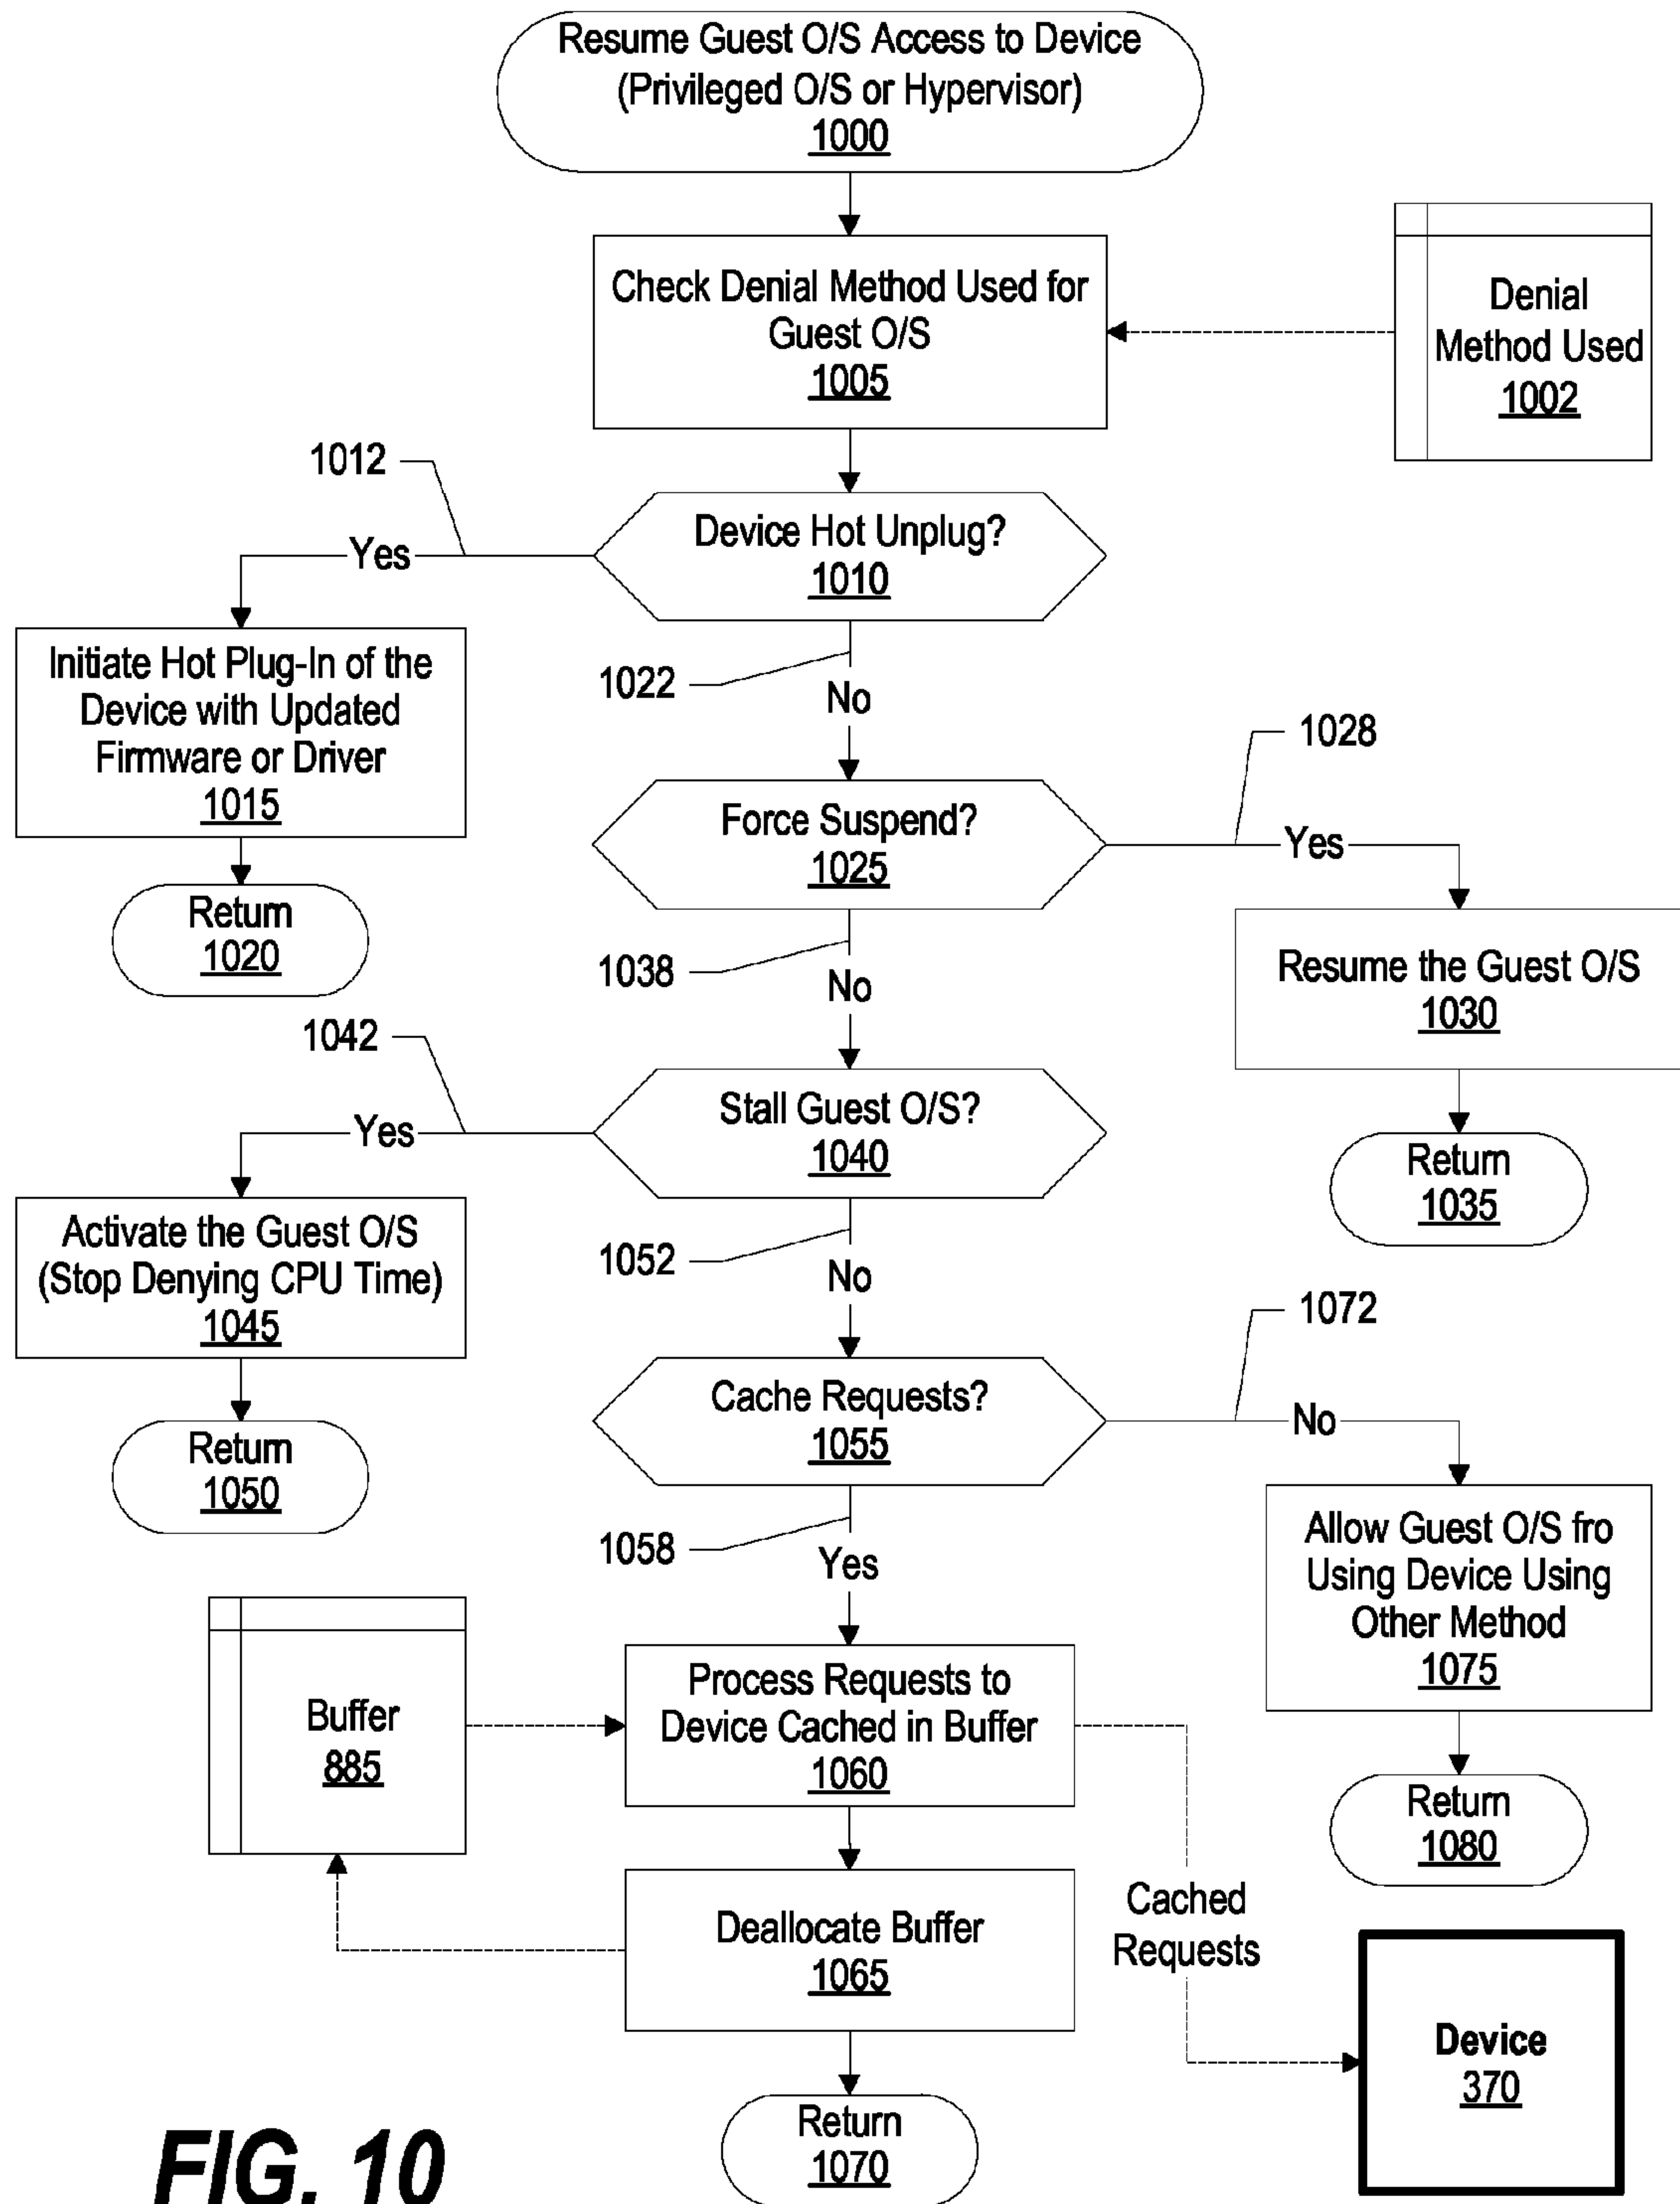 Resume Guest O/S Access to Device
(Privileged O/S or Hypervisor)
1000
Check Denial Method Used for
Guest O/S
1005
Denial
Method Used
1002
1012
Device Hot Unplug?
1010
Yes
Initiate Hot Plug-In of the
Device with Updated
Firmware or Driver
1015
Return
1020
1022
No
1028
Force Suspend?
1025
Yes
Resume the Guest O/S
1030
Return
1035
1038
No
1042
Stall Guest O/S?
1040
Yes
Activate the Guest O/S
(Stop Denying CPU Time)
1045
Return
1050
1052
No
1072
Cache Requests?
1055
No
Allow Guest O/S fro
Using Device Using
Other Method
1075
Return
1080
1058
Yes
Buffer
885
Process Requests to
Device Cached in Buffer
1060
Deallocate Buffer
1065
Cached
Requests
Device
370
Return
1070
FIG. 10